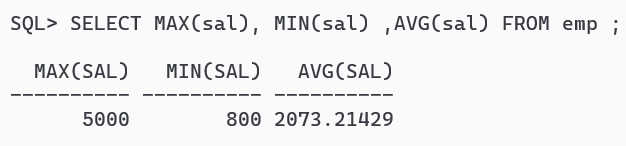 SQL> SELECT MAX(sal), MIN(sal) ,AVG(sal) FROM emp ;
MAX(SAL) MIN(SAL) AVG(SAL)
---------- ---------- ----------
5000 800 2073.21429